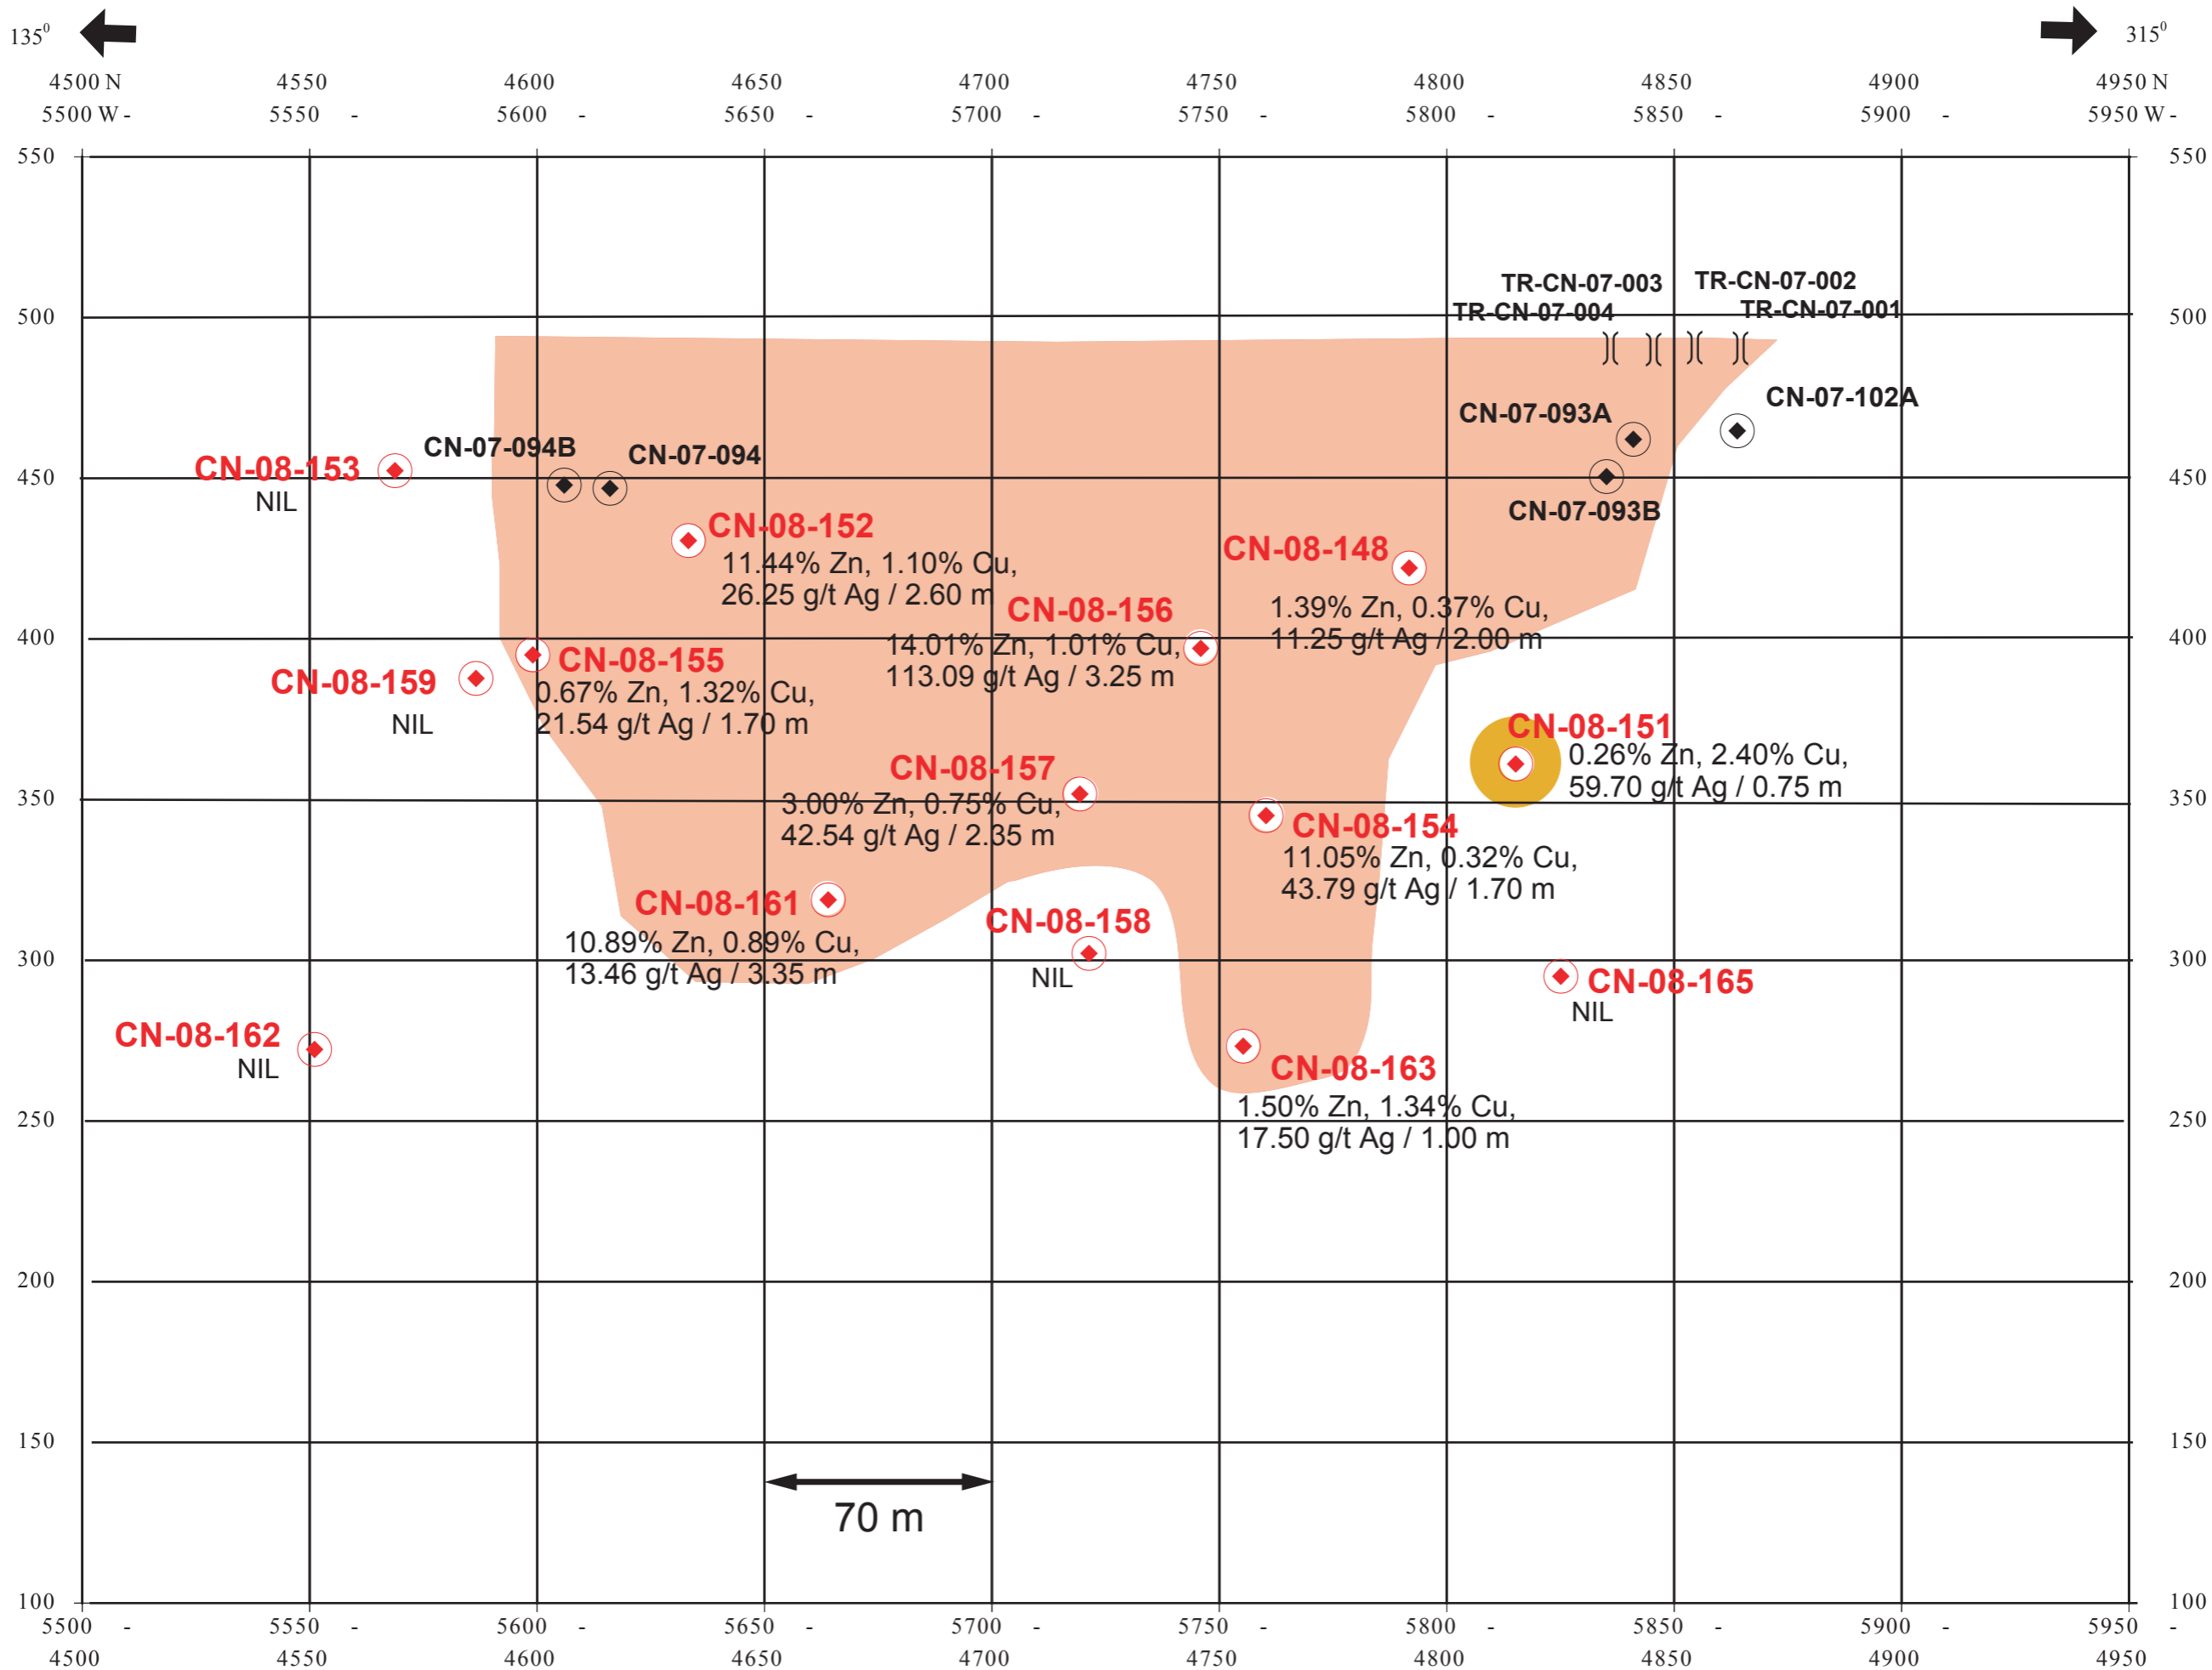 135⁰ 315⁰
4500 N 4550 4600 4650 4700 4750 4800 4850 4900 4950 N
5500 W - 5550 - 5600 - 5650 - 5700 - 5750 - 5800 - 5850 - 5900 - 5950 W -
550 550
TR-CN-07-003 TR-CN-07-002
TR-CN-07-004 TR-CN-07-001
500 500
CN-07-102A
CN-07-093A
CN-07-094B CN-07-094
CN-08-153
NIL
450 450
CN-07-093B
CN-08-152
11.44% Zn, 1.10% Cu,
26.25 g/t Ag / 2.60 m
CN-08-148
1.39% Zn, 0.37% Cu,
11.25 g/t Ag / 2.00 m
CN-08-156
14.01% Zn, 1.01% Cu,
113.09 g/t Ag / 3.25 m
400 400
CN-08-155
0.67% Zn, 1.32% Cu,
21.54 g/t Ag / 1.70 m
CN-08-159
NIL
CN-08-151
0.26% Zn, 2.40% Cu,
59.70 g/t Ag / 0.75 m
CN-08-157
3.00% Zn, 0.75% Cu,
42.54 g/t Ag / 2.35 m
350 350
CN-08-154
11.05% Zn, 0.32% Cu,
43.79 g/t Ag / 1.70 m
CN-08-161
10.89% Zn, 0.89% Cu,
13.46 g/t Ag / 3.35 m
CN-08-158
NIL
300 300
CN-08-165
NIL
CN-08-162
NIL
CN-08-163
1.50% Zn, 1.34% Cu,
17.50 g/t Ag / 1.00 m
250 250
200 200
150 150
70 m
100 100
5500 - 5550 - 5600 - 5650 - 5700 - 5750 - 5800 - 5850 - 5900 - 5950 -
4500 4550 4600 4650 4700 4750 4800 4850 4900 4950